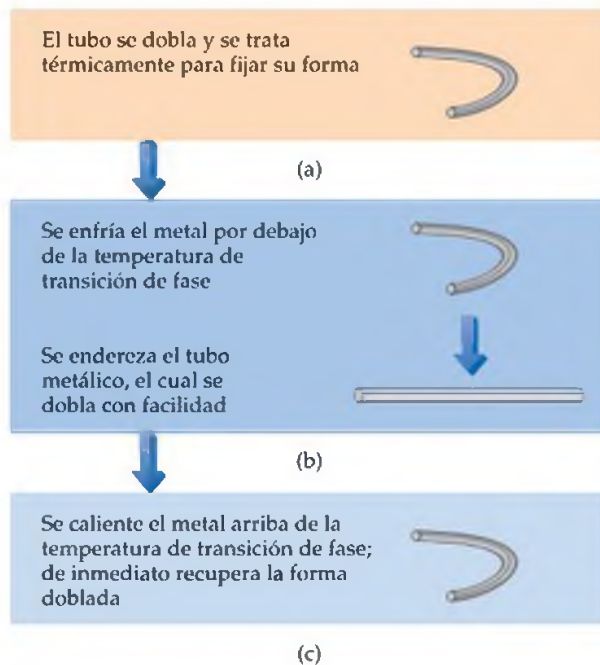 El tubo se dobla y se trata
térmicamente para fijar su forma
(a)
Se enfría el metal por debajo
de la temperatura de
transición de fase
Se endereza el tubo
metálico, el cual se
dobla con facilidad
(b)
Se caliente el metal arriba de la
temperatura de transición de fase;
de inmediato recupera la forma
doblada
(c)